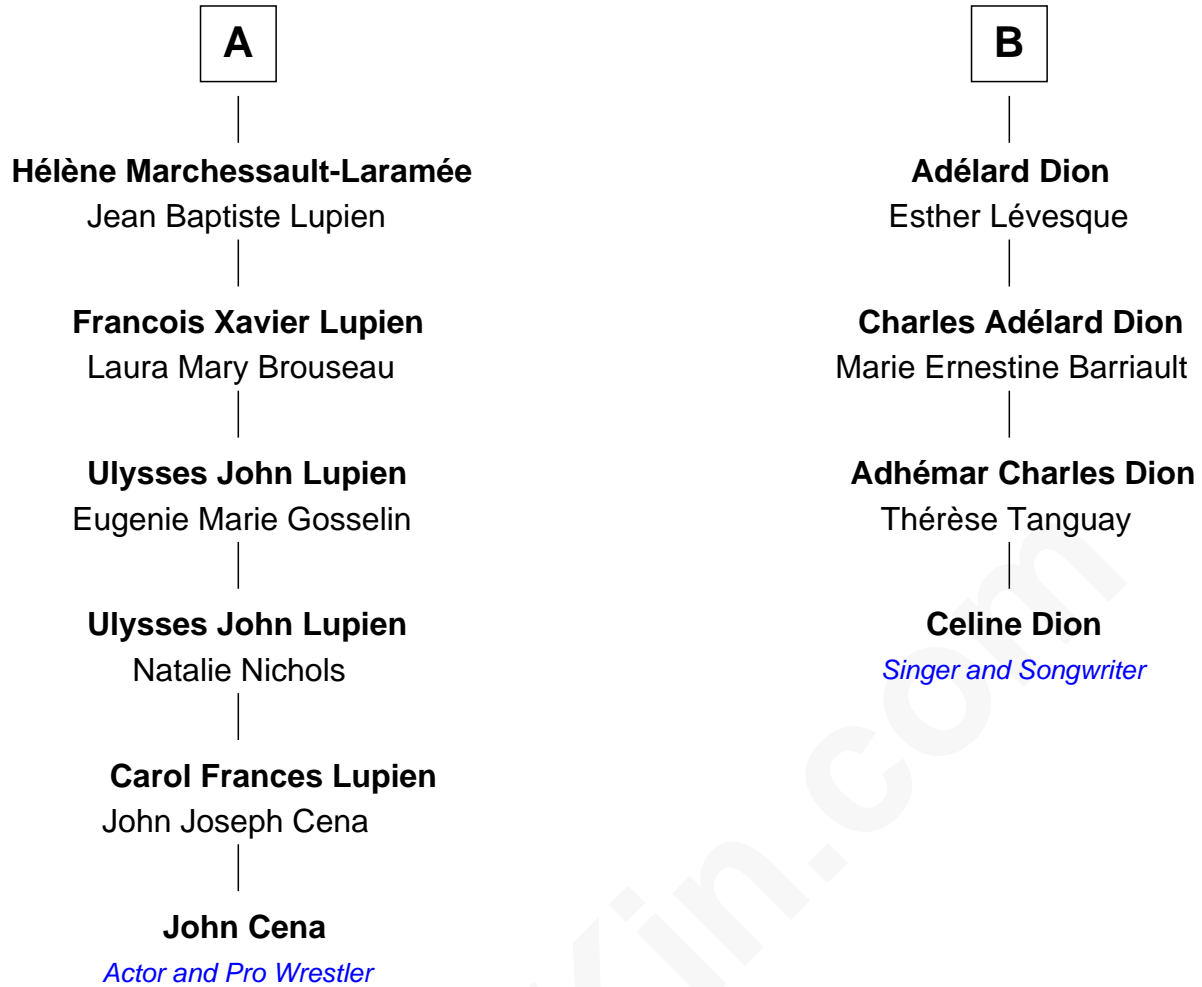 A
Hélène Marchessault-Laramée
Jean Baptiste Lupien
Francois Xavier Lupien
Laura Mary Brouseau
Ulysses John Lupien
Eugenie Marie Gosselin
Ulysses John Lupien
Natalie Nichols
Carol Frances Lupien
John Joseph Cena
John Cena
Actor and Pro Wrestler
B
Adélard Dion
Esther Lévesque
Charles Adélard Dion
Marie Ernestine Barriault
Adhémar Charles Dion
Thérèse Tanguay
Celine Dion
Singer and Songwriter
Kin.com